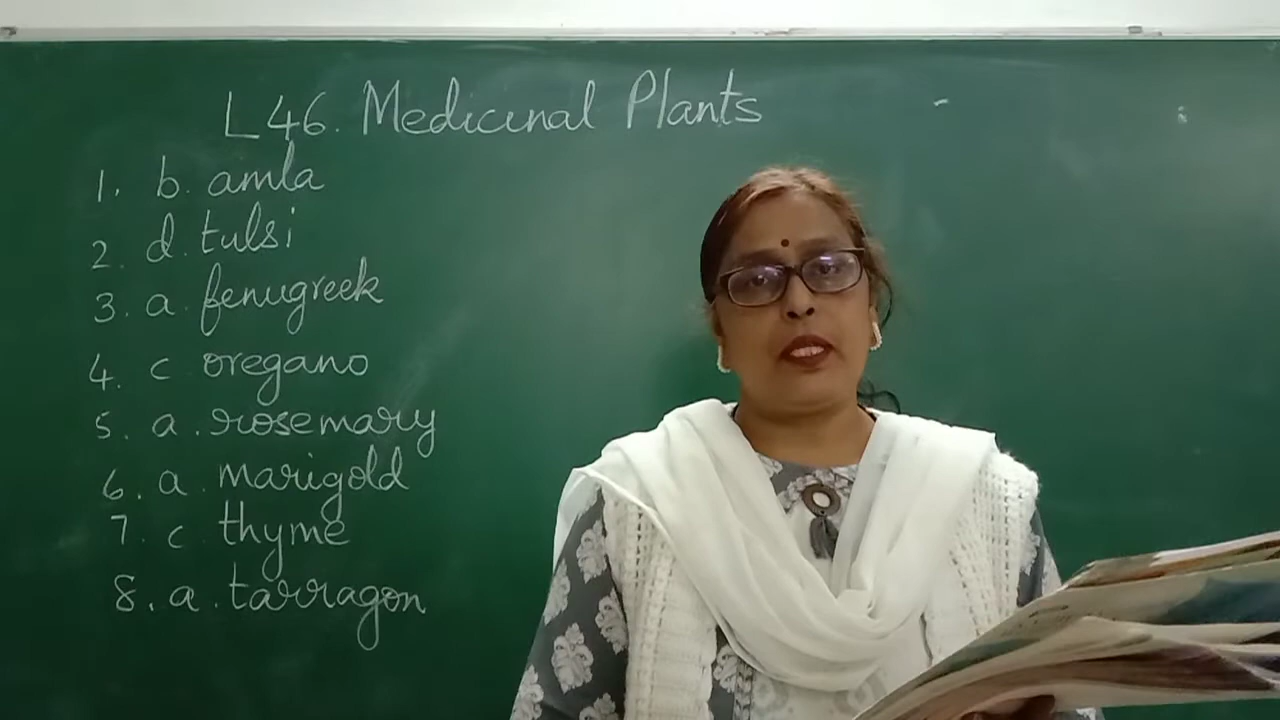 L46. Medicinal Plants
1. b. amla
2. d. tulsi
3. a. fenugreek
4. c oregano
5. a. rosemary
6. a. marigold
7. c thyme
8. a. tarragon